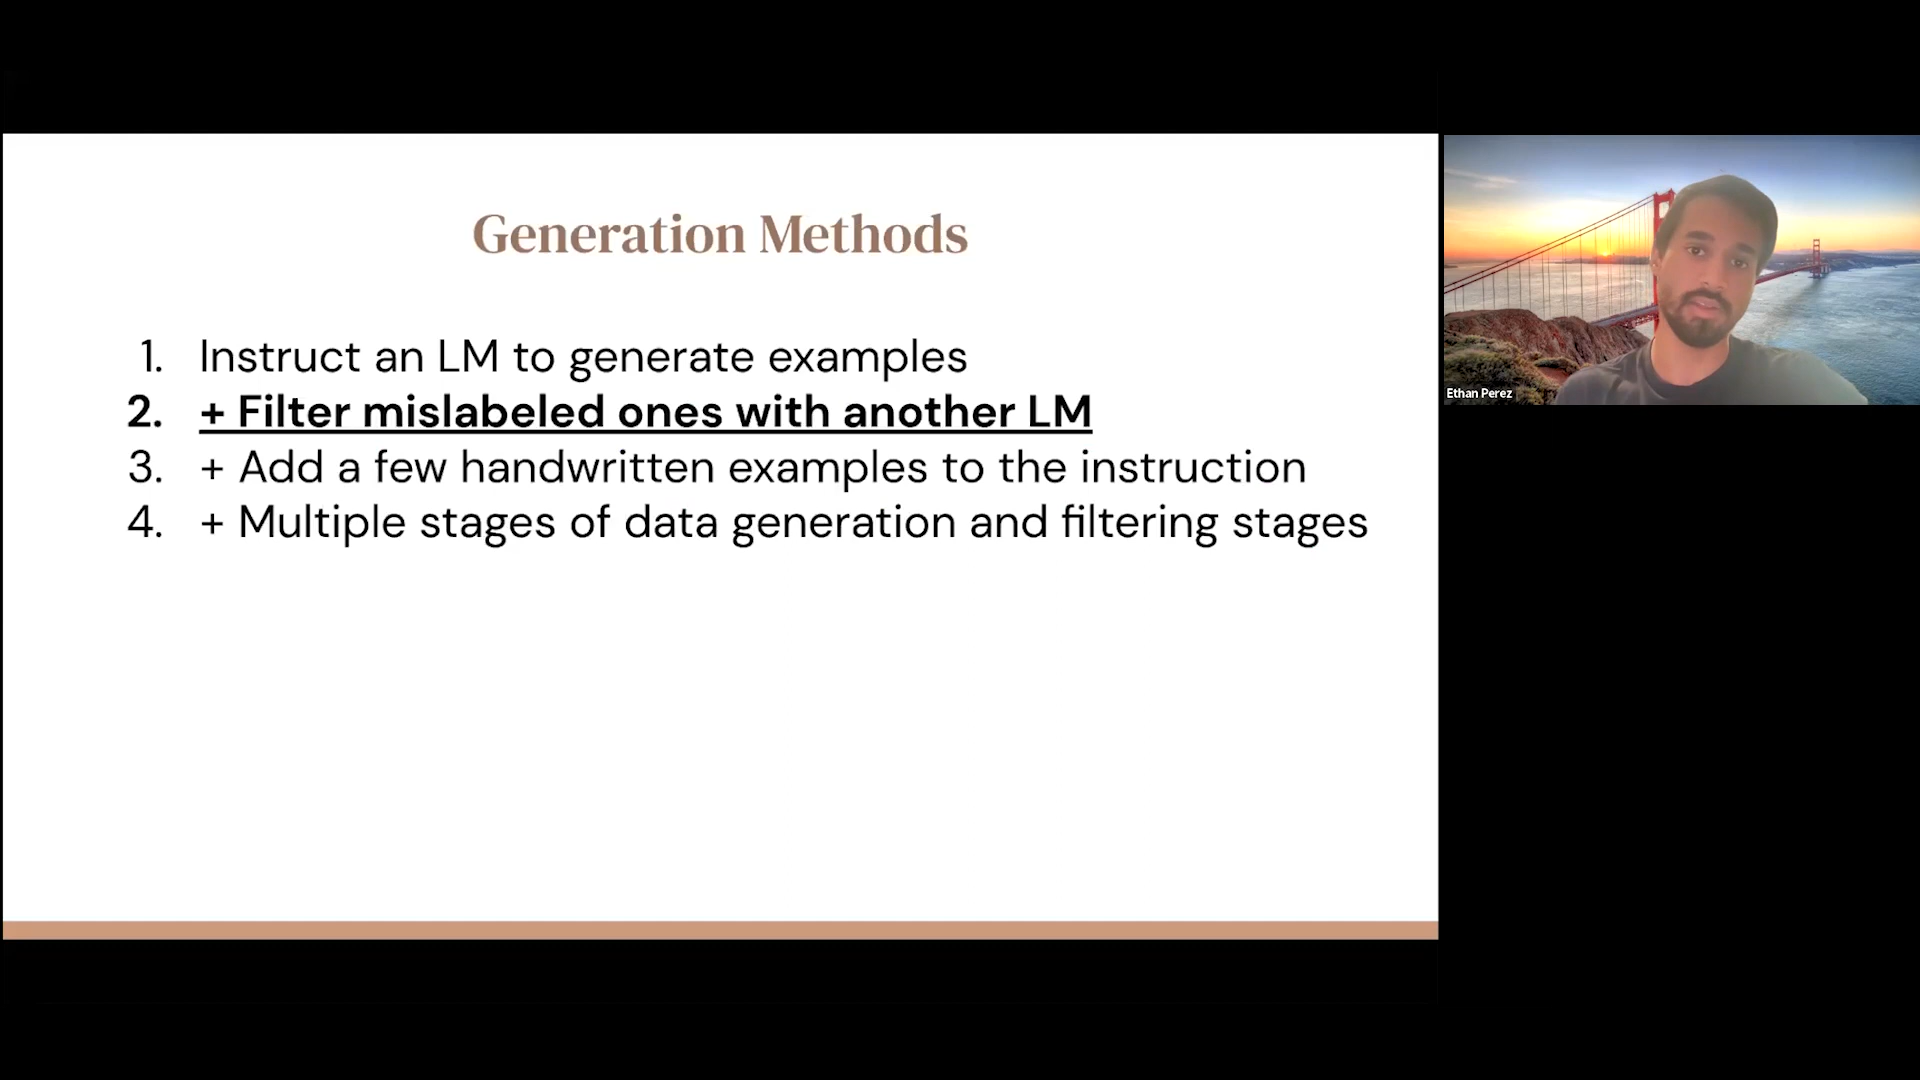 Generation Methods
1. Instruct an LM to generate examples
2. + Filter mislabeled ones with another LM
3. + Add a few handwritten examples to the instruction
4. + Multiple stages of data generation and filtering stages
Ethan Perez